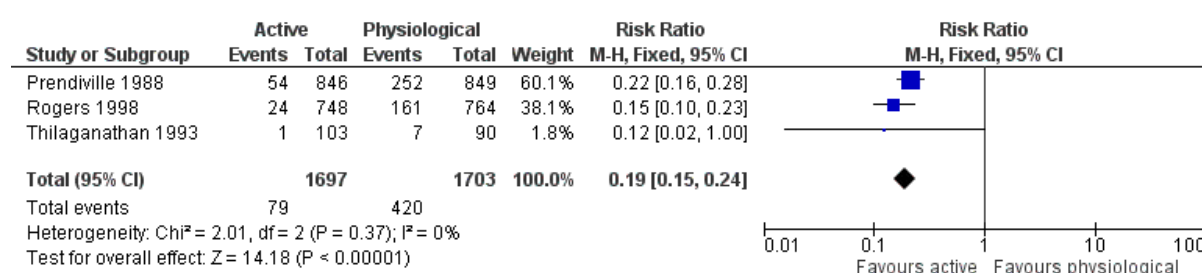 Active Physiological Risk Ratio Risk Ratio
Study or Subgroup Events Total Events Total Weight M-H, Fixed, 95% CI M-H, Fixed, 95% CI
Prendiville 1988 54 846 252 849 60.1% 0.22 [0.16, 0.28]
Rogers 1998 24 748 161 764 38.1% 0.15 [0.10, 0.23]
Thilaganathan 1993 1 103 7 90 1.8% 0.12 [0.02, 1.00]
Total (95% CI) 1697 1703 100.0% 0.19 [0.15, 0.24]
Total events 79 420
Heterogeneity: Chi² = 2.01, df = 2 (P = 0.37); I² = 0%
Test for overall effect: Z = 14.18 (P < 0.00001)
0.01 0.1 1 10 100
Favours active Favours physiological